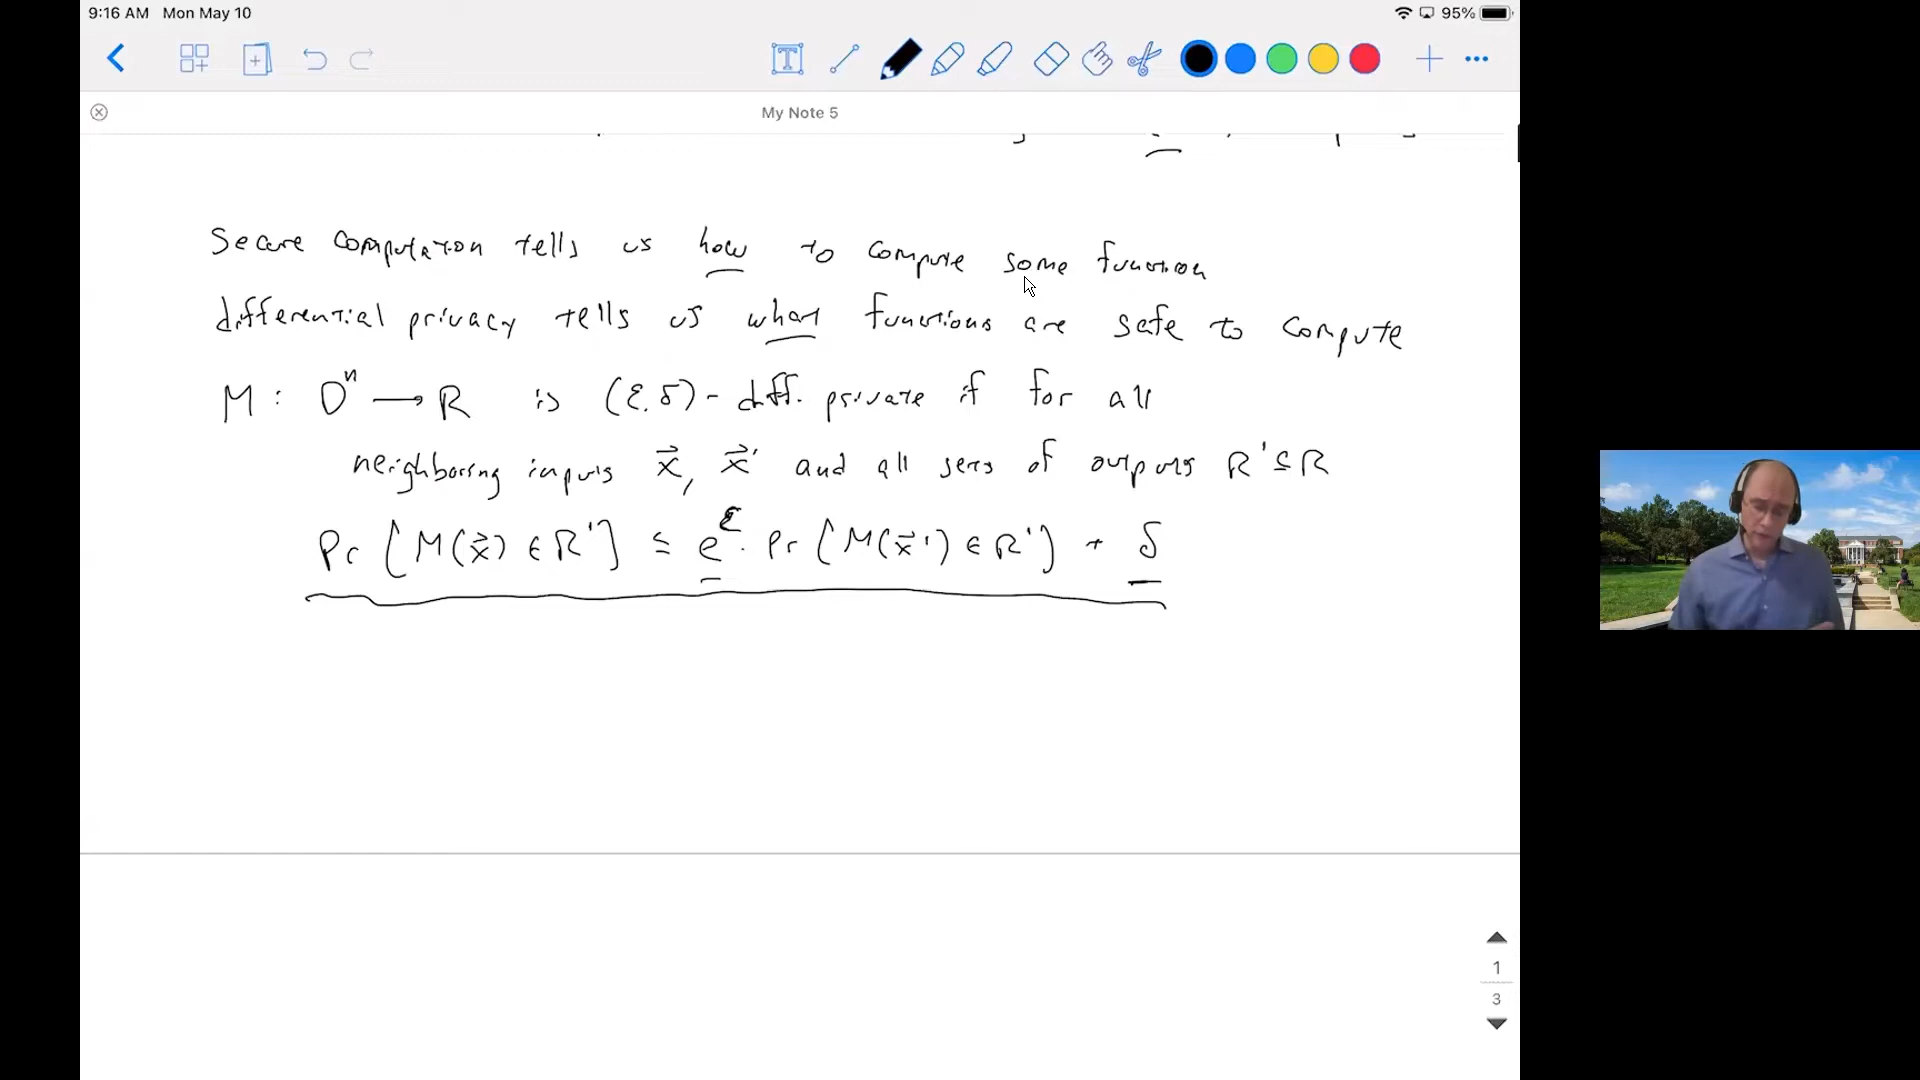 9:16 AM Mon May 10
95%
My Note 5
Secure computation tells us how to compute some function
differential privacy tells us what functions are safe to compute
M : Dⁿ → R is (ε, δ) - diff. private if for all
neighboring inputs x⃗, x⃗' and all sets of outputs R' ⊆ R
Pr [M(x⃗) ∈ R'] ≤ e^ε · Pr [M(x⃗') ∈ R'] + δ
1
3